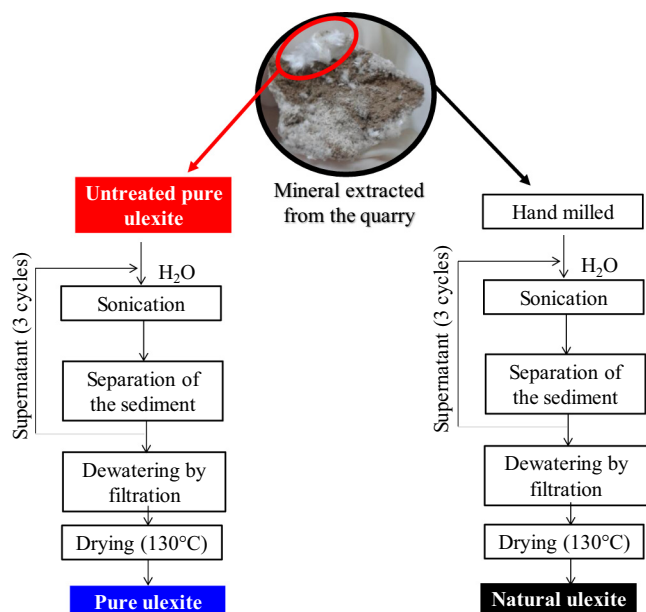 Mineral extracted
from the quarry
Untreated pure
ulexite
H₂O
Supernatant (3 cycles)
Sonication
Separation of
the sediment
Dewatering by
filtration
Drying (130°C)
Pure ulexite
Hand milled
H₂O
Supernatant (3 cycles)
Sonication
Separation of
the sediment
Dewatering by
filtration
Drying (130°C)
Natural ulexite